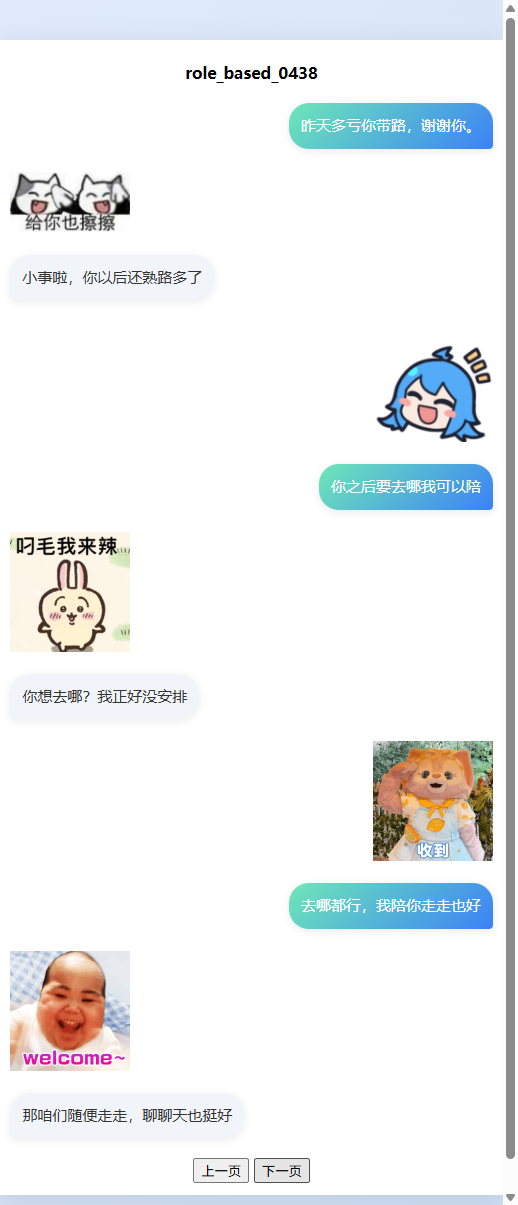 role_based_0438
昨天多亏你带路，谢谢你。
给你也擦擦
小事啦，你以后还熟路多了
你之后要去哪我可以陪
叼毛我来辣
你想去哪？我正好没安排
收到
去哪都行，我陪你走走也好
welcome~
那咱们随便走走，聊聊天也挺好
上一页 下一页